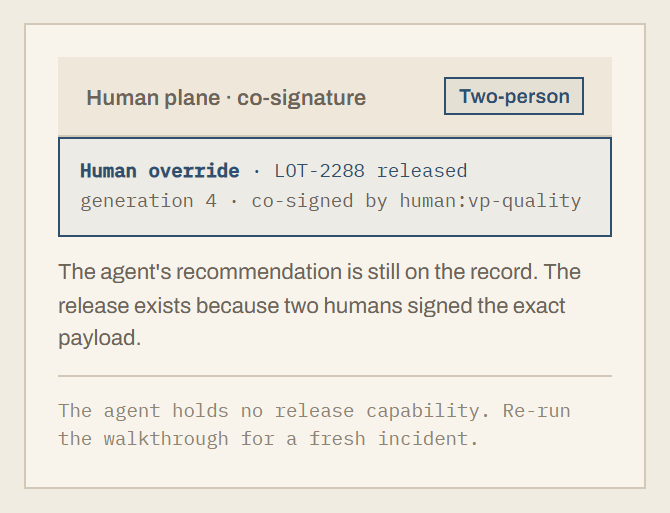 Human plane · co-signature
Two-person
Human override · LOT-2288 released
generation 4 · co-signed by human:vp-quality
The agent's recommendation is still on the record. The
release exists because two humans signed the exact
payload.
The agent holds no release capability. Re-run
the walkthrough for a fresh incident.